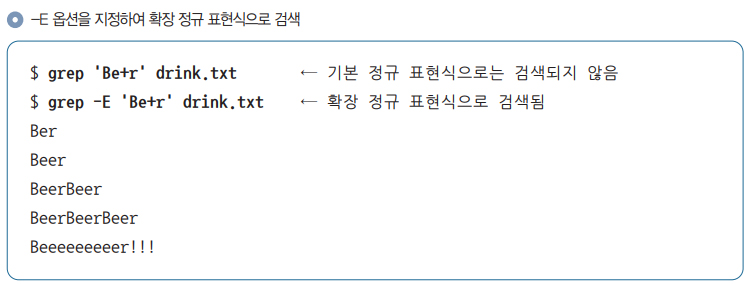 -E 옵션을 지정하여 확장 정규 표현식으로 검색
$ grep 'Be+r' drink.txt ← 기본 정규 표현식으로는 검색되지 않음
$ grep -E 'Be+r' drink.txt ← 확장 정규 표현식으로 검색됨
Ber
Beer
BeerBeer
BeerBeerBeer
Beeeeeeeeer!!!